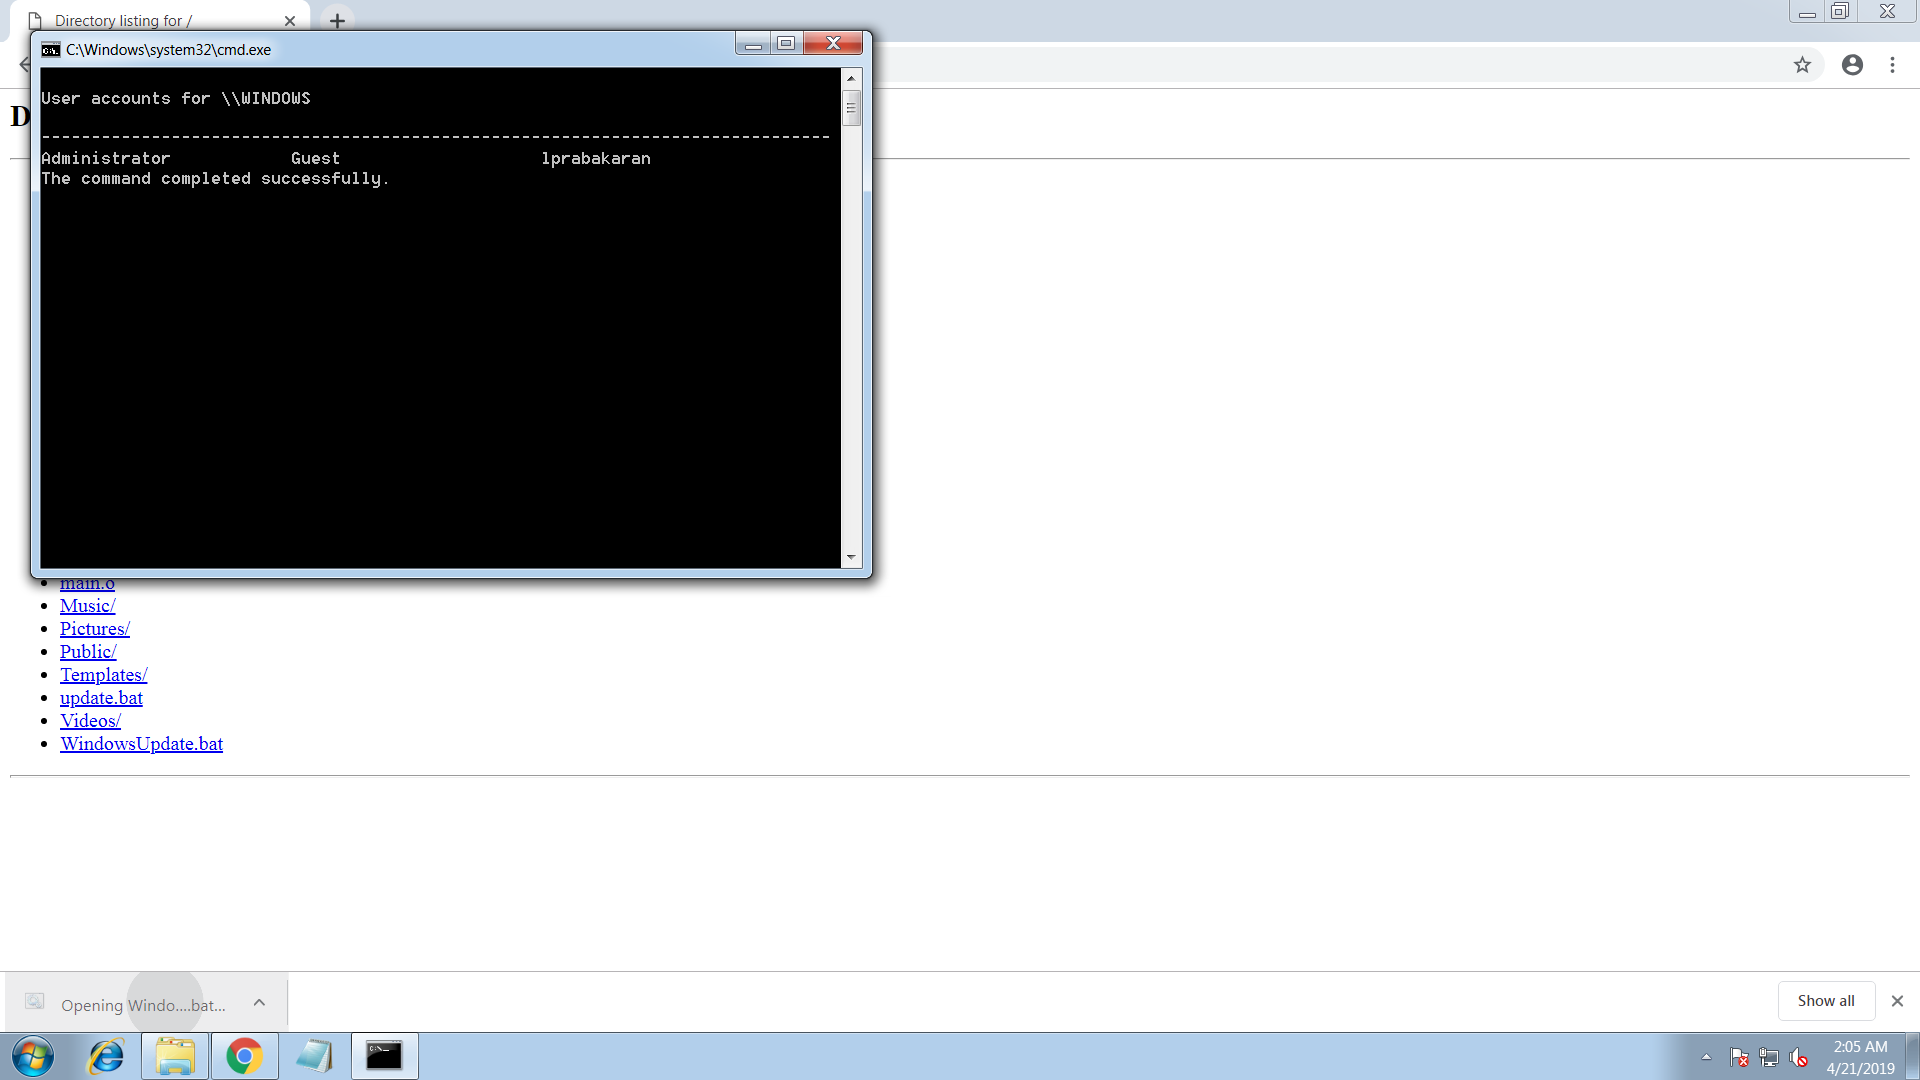 Directory listing for /
C:\Windows\system32\cmd.exe
User accounts for \\WINDOWS
-------------------------------------------------------------------------------
Administrator Guest lprabakaran
The command completed successfully.
D
main.o
Music/
Pictures/
Public/
Templates/
update.bat
Videos/
WindowsUpdate.bat
Opening Windo....bat...
Show all
2:05 AM
4/21/2019